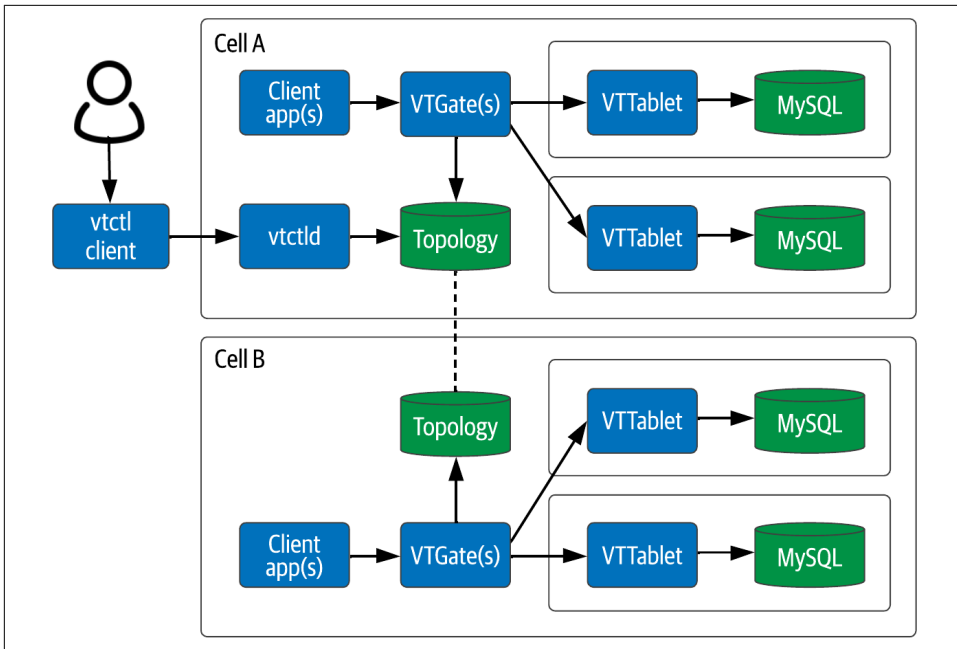 Cell A
Client
app(s)
VTGate(s)
VTTablet
MySQL
vtctl
client
vtctld
Topology
VTTablet
MySQL
Cell B
Topology
VTTablet
MySQL
Client
app(s)
VTGate(s)
VTTablet
MySQL